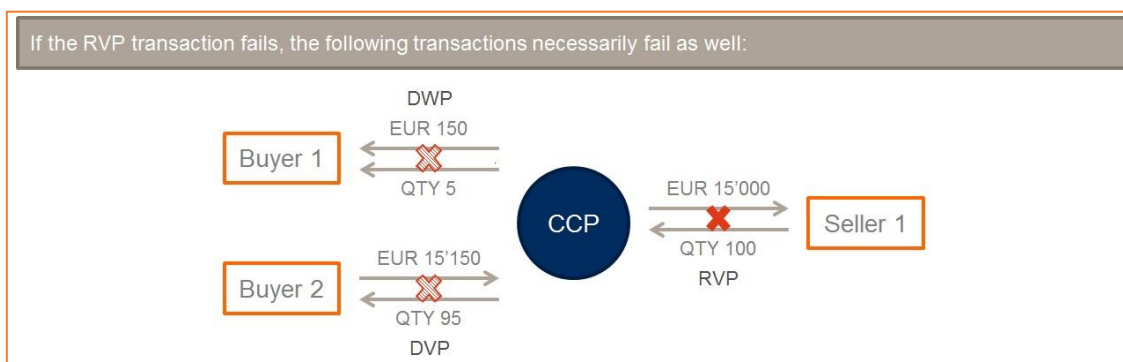 If the RVP transaction fails, the following transactions necessarily fail as well:
DWP
EUR 150
Buyer 1
QTY 5
EUR 15'000
CCP
Seller 1
QTY 100
RVP
EUR 15'150
Buyer 2
QTY 95
DVP